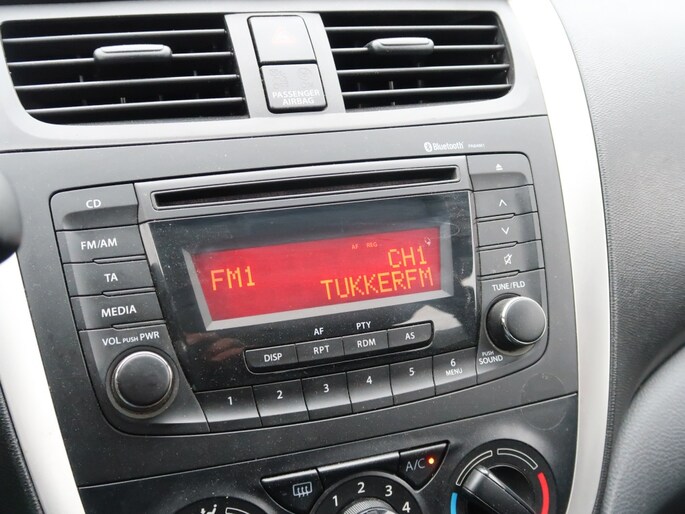 PASSENGER
AIRBAG
Bluetooth
CD
FM/AM
TA
MEDIA
VOL PUSH PWR
AF REG
FM1 CH1
TUKKERFM
TUNE/FLD
PUSH
SOUND
AF PTY
DISP RPT RDM AS
1 2 3 4 5 6
MENU
A/C
1 2 3 4